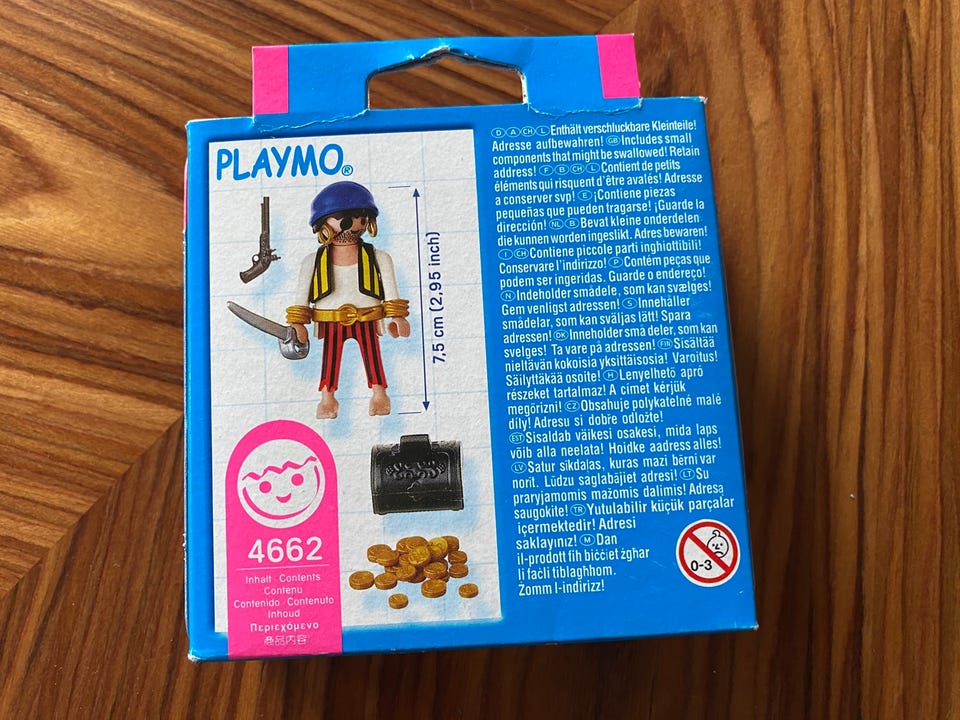 PLAYMO®
7,5 cm (2,95 inch)
4662
Inhalt · Contents
Contenu
Contenido · Contenuto
Inhoud
Περιεχόμενο
商品内容
D A CH L Enthält verschluckbare Kleinteile!
Adresse aufbewahren! GB Includes small
components that might be swallowed! Retain
address! F B CH L Contient de petits
éléments qui risquent d'être avalés! Adresse
a conserver svp! E ¡Contiene piezas
pequeñas que pueden tragarse! ¡Guarde la
dirección! NL B Bevat kleine onderdelen
die kunnen worden ingeslikt. Adres bewaren!
I CH Contiene piccole parti inghiottibili!
Conservare l'indirizzo! P Contém peças que
podem ser ingeridas. Guarde o endereço!
N Indeholder smådele, som kan svælges!
Gem venligst adressen! S Innehåller
smådelar, som kan sväljas lätt! Spara
adressen! DK Inneholder små deler, som kan
svelges! Ta vare på adressen! FIN Sisältää
nieltävän kokoisia yksittäisosia! Varoitus!
Säilyttäkää osoite! H Lenyelhető apró
részeket tartalmaz! A címet kérjük
megőrizni! CZ Obsahuje polykatelné malé
díly! Adresu si dobře odložte!
EST Sisaldab väikesi osakesi, mida laps
võib alla neelata! Hoidke aadress alles!
LV Satur sīkdaļas, kuras mazi bērni var
norīt. Lūdzu saglabājiet adresi! LT Su
praryjamomis mažomis dalimis! Adresą
saugokite! TR Yutulabilir küçük parçalar
içermektedir! Adresi
saklayınız! M Dan
il-prodott fih biċċiet żgħar
li faċli tiblagħhom.
Żomm l-indirizz!
0-3